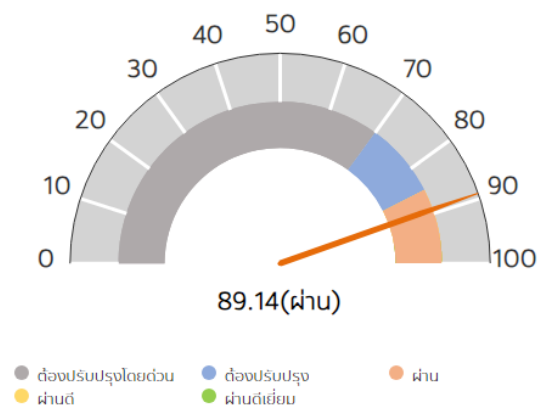 50
40
60
30
70
20
80
10
90
0
100
89.14(ผ่าน)
ต้องปรับปรุงโดยด่วน
ต้องปรับปรุง
ผ่าน
ผ่านดี
ผ่านดีเยี่ยม